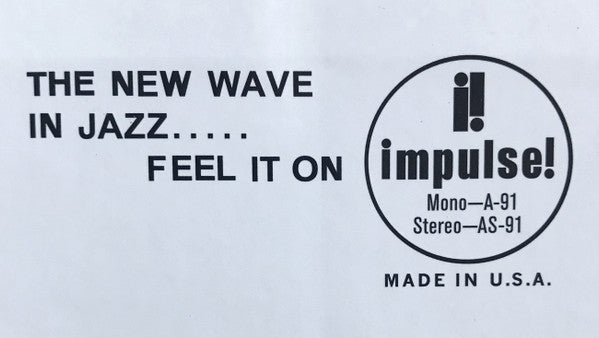 THE NEW WAVE
IN JAZZ.....
FEEL IT ON
i!
impulse!
Mono—A-91
Stereo—AS-91
MADE IN U.S.A.